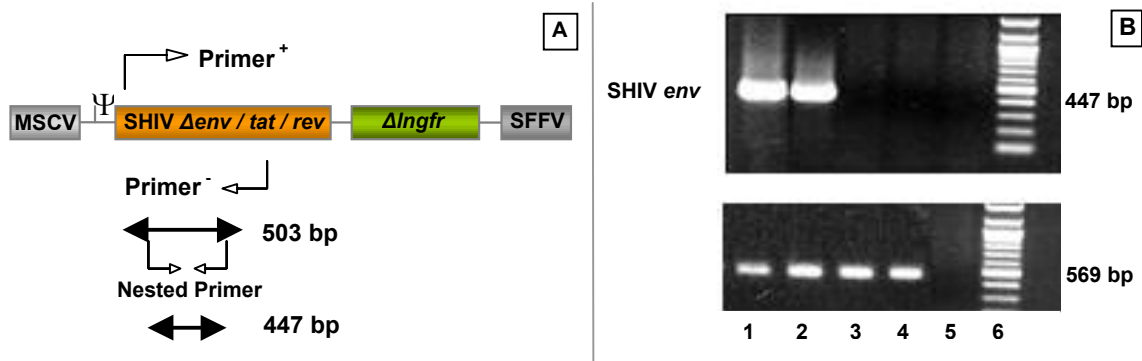 A
Primer +
Ψ
MSCV
SHIV Δenv / tat / rev
Δlngfr
SFFV
Primer -
503 bp
Nested Primer
447 bp
B
SHIV env
447 bp
569 bp
1 2 3 4 5 6